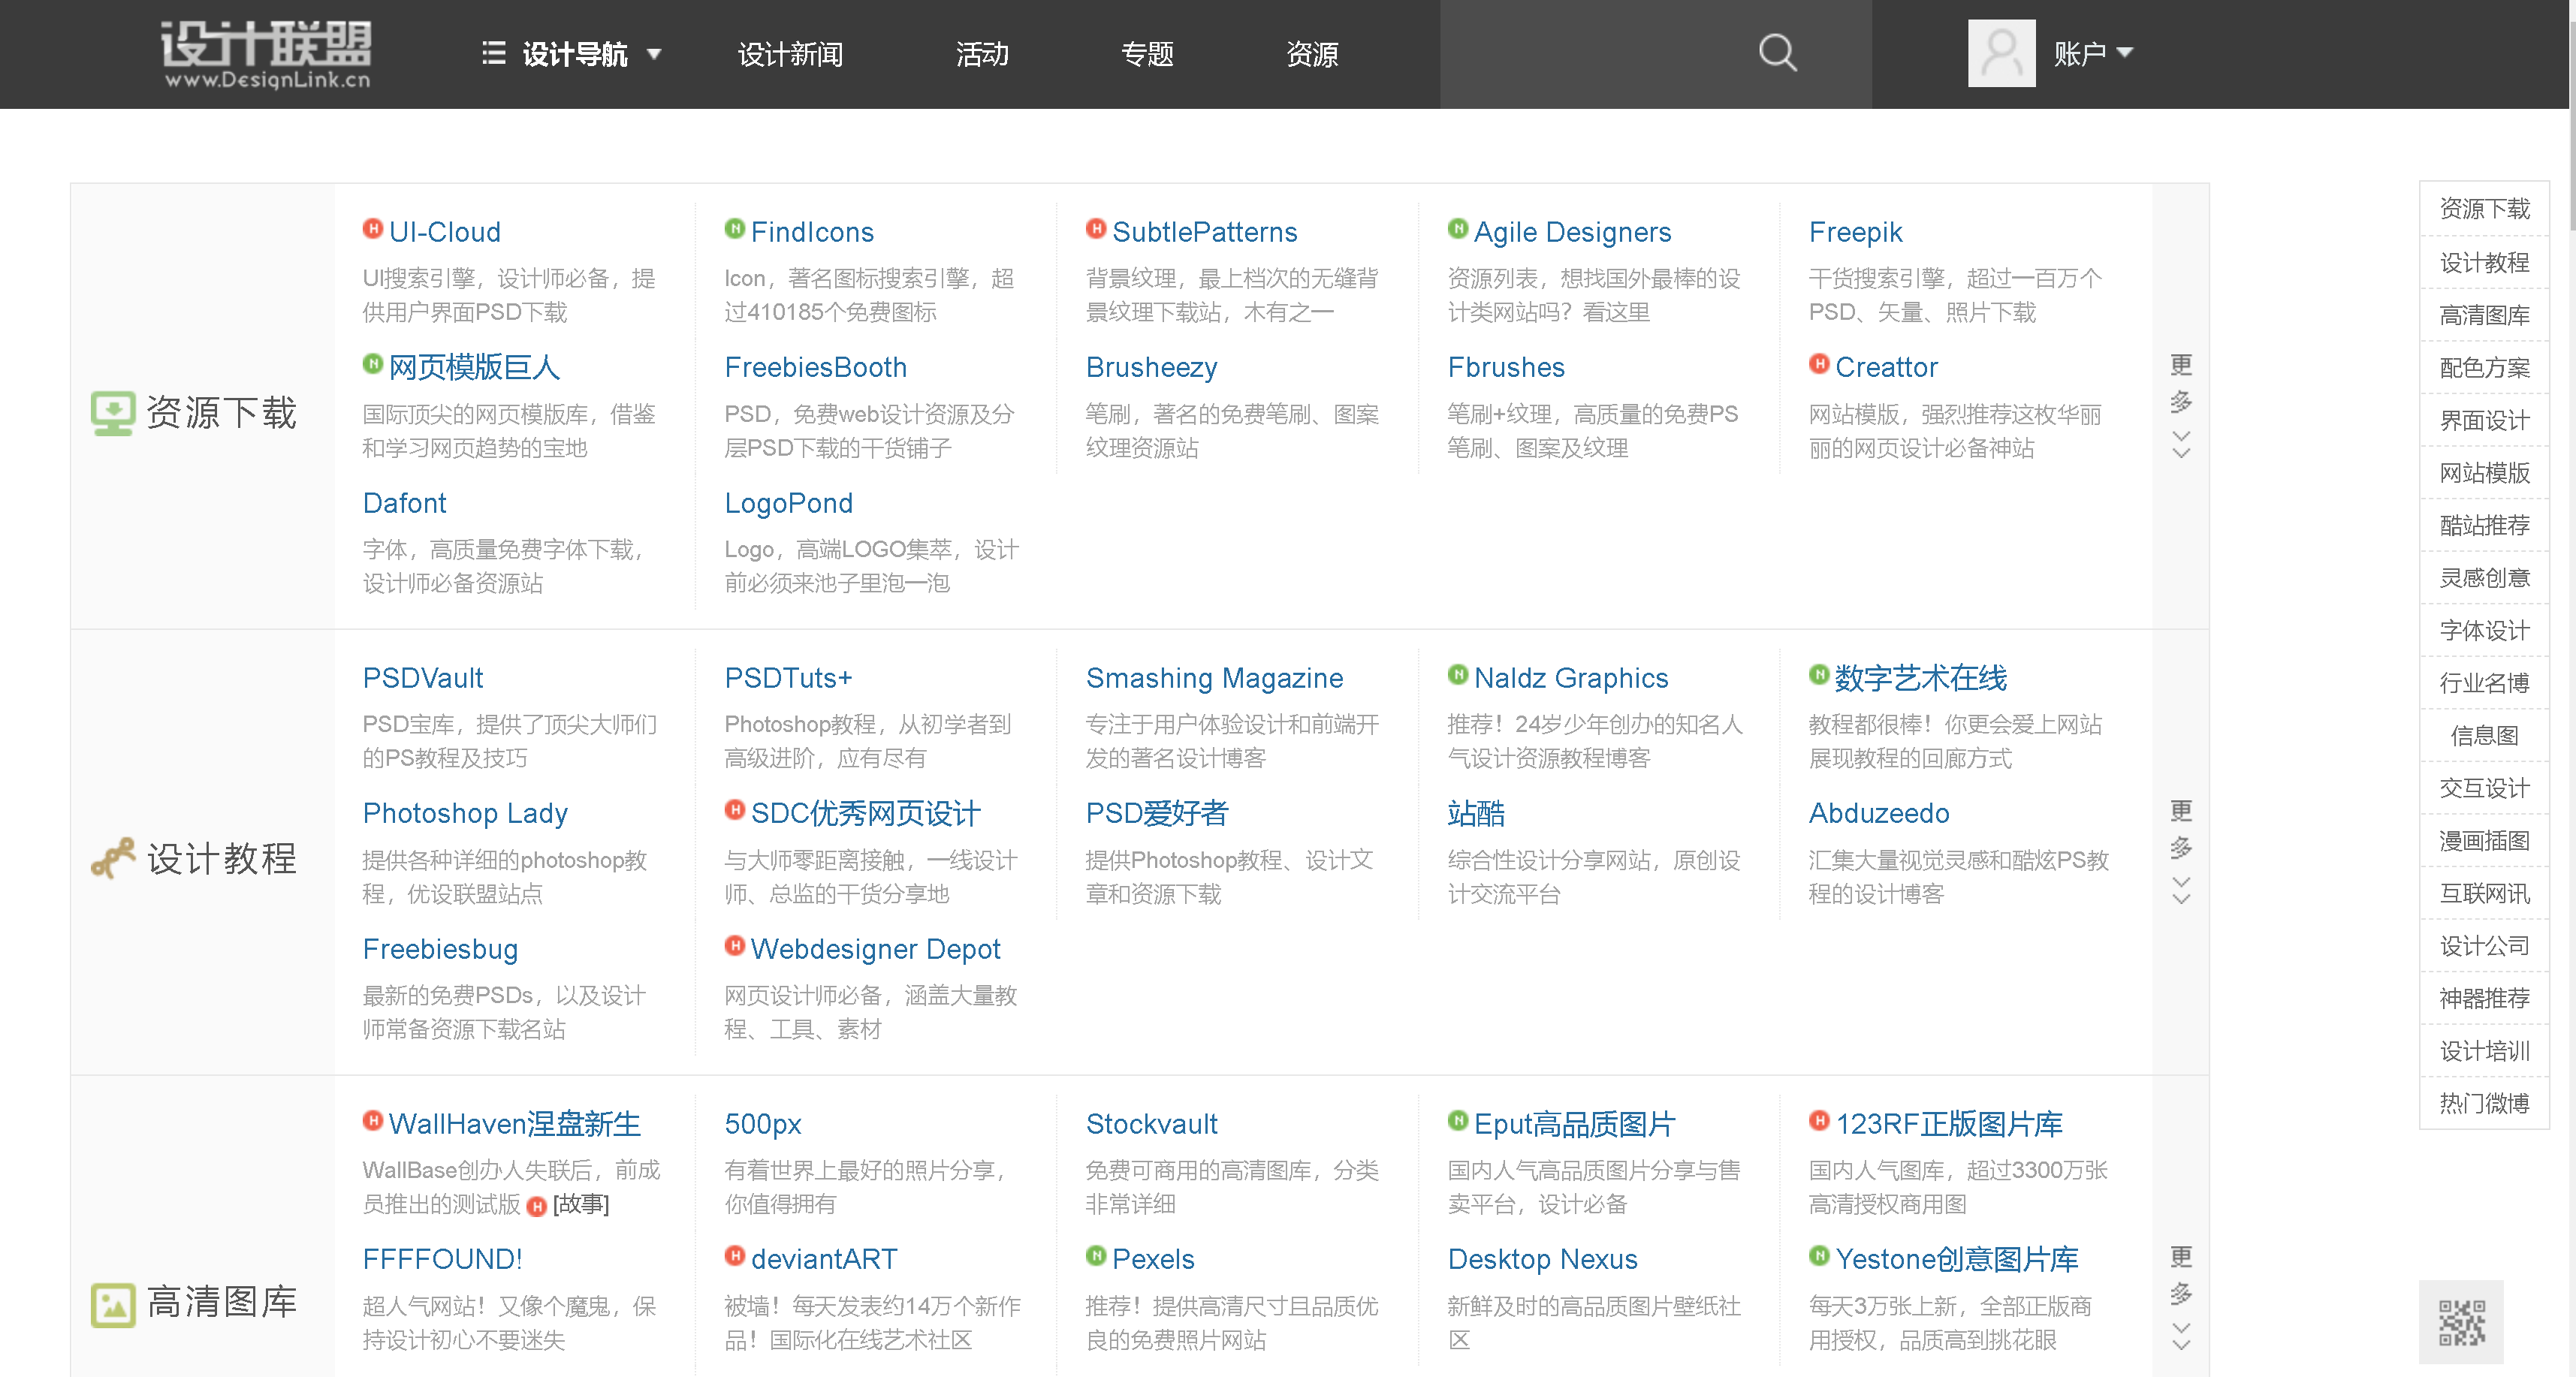 设计联盟
www.DesignLink.cn
设计导航
设计新闻
活动
专题
资源
账户
资源下载
UI-Cloud
UI搜索引擎，设计师必备，提
供用户界面PSD下载
FindIcons
Icon，著名图标搜索引擎，超
过410185个免费图标
SubtlePatterns
背景纹理，最上档次的无缝背
景纹理下载站，木有之一
Agile Designers
资源列表，想找国外最棒的设
计类网站吗？看这里
Freepik
干货搜索引擎，超过一百万个
PSD、矢量、照片下载
网页模版巨人
国际顶尖的网页模版库，借鉴
和学习网页趋势的宝地
FreebiesBooth
PSD，免费web设计资源及分
层PSD下载的干货铺子
Brusheezy
笔刷，著名的免费笔刷、图案
纹理资源站
Fbrushes
笔刷+纹理，高质量的免费PS
笔刷、图案及纹理
Creattor
网站模版，强烈推荐这枚华丽
丽的网页设计必备神站
Dafont
字体，高质量免费字体下载，
设计师必备资源站
LogoPond
Logo，高端LOGO集萃，设计
前必须来池子里泡一泡
更
多
设计教程
PSDVault
PSD宝库，提供了顶尖大师们
的PS教程及技巧
PSDTuts+
Photoshop教程，从初学者到
高级进阶，应有尽有
Smashing Magazine
专注于用户体验设计和前端开
发的著名设计博客
Naldz Graphics
推荐！24岁少年创办的知名人
气设计资源教程博客
数字艺术在线
教程都很棒！你更会爱上网站
展现教程的回廊方式
Photoshop Lady
提供各种详细的photoshop教
程，优设联盟站点
SDC优秀网页设计
与大师零距离接触，一线设计
师、总监的干货分享地
PSD爱好者
提供Photoshop教程、设计文
章和资源下载
站酷
综合性设计分享网站，原创设
计交流平台
Abduzeedo
汇集大量视觉灵感和酷炫PS教
程的设计博客
Freebiesbug
最新的免费PSDs，以及设计
师常备资源下载名站
Webdesigner Depot
网页设计师必备，涵盖大量教
程、工具、素材
更
多
高清图库
WallHaven涅盘新生
WallBase创办人失联后，前成
员推出的测试版 H [故事]
500px
有着世界上最好的照片分享，
你值得拥有
Stockvault
免费可商用的高清图库，分类
非常详细
Eput高品质图片
国内人气高品质图片分享与售
卖平台，设计必备
123RF正版图片库
国内人气图库，超过3300万张
高清授权商用图
FFFFOUND!
超人气网站！又像个魔鬼，保
持设计初心不要迷失
deviantART
被墙！每天发表约14万个新作
品！国际化在线艺术社区
Pexels
推荐！提供高清尺寸且品质优
良的免费照片网站
Desktop Nexus
新鲜及时的高品质图片壁纸社
区
Yestone创意图片库
每天3万张上新，全部正版商
用授权，品质高到挑花眼
更
多
资源下载
设计教程
高清图库
配色方案
界面设计
网站模版
酷站推荐
灵感创意
字体设计
行业名博
信息图
交互设计
漫画插图
互联网讯
设计公司
神器推荐
设计培训
热门微博